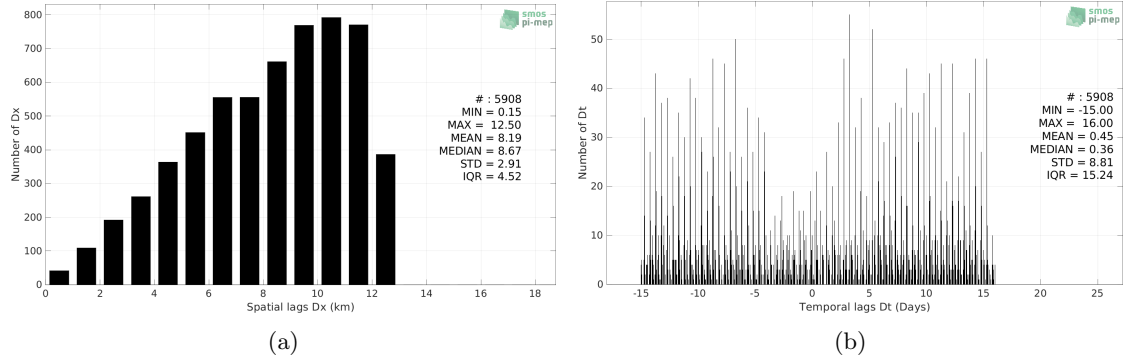 800
700
600
500
400
300
200
100
0
Number of Dx
0 2 4 6 8 10 12 14 16 18
Spatial lags Dx (km)
smos
pi-mep
# : 5908
MIN = 0.15
MAX = 12.50
MEAN = 8.19
MEDIAN = 8.67
STD = 2.91
IQR = 4.52
(a)
50
40
30
20
10
0
Number of Dt
-15 -10 -5 0 5 10 15 20 25
Temporal lags Dt (Days)
smos
pi-mep
# : 5908
MIN = -15.00
MAX = 16.00
MEAN = 0.45
MEDIAN = 0.36
STD = 8.81
IQR = 15.24
(b)